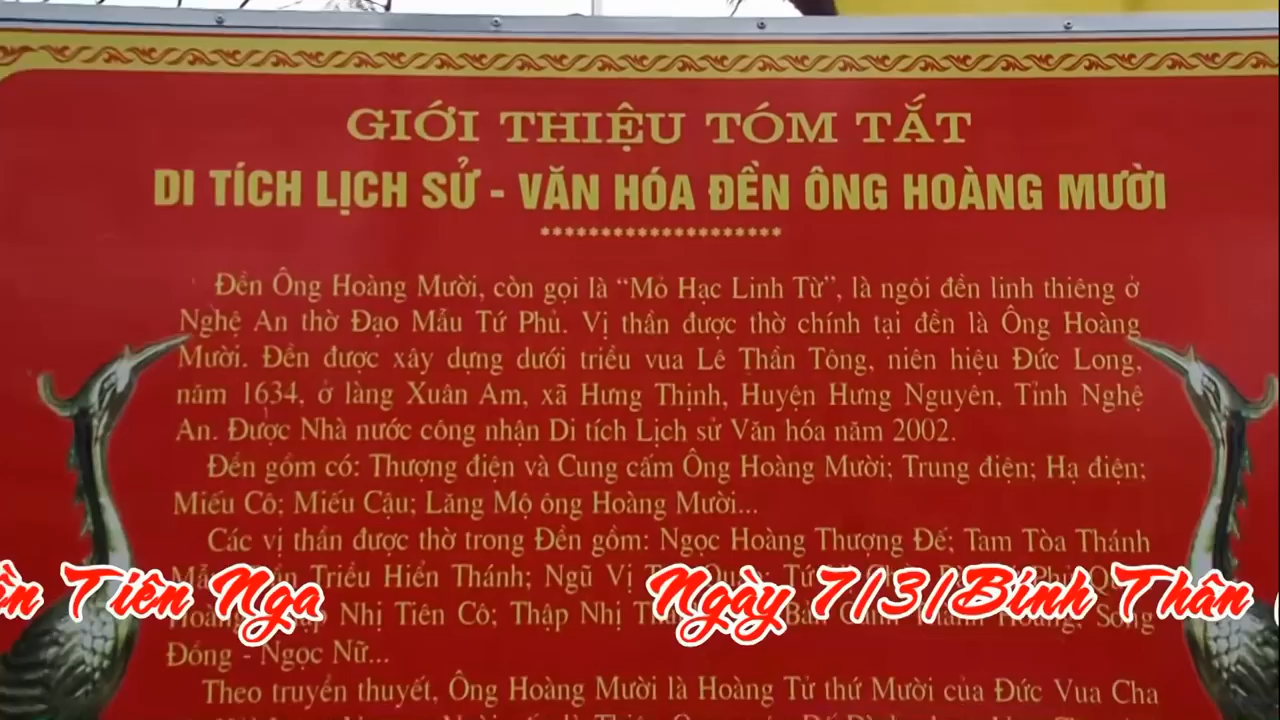 GIỚI THIỆU TÓM TẮT
DI TÍCH LỊCH SỬ - VĂN HÓA ĐỀN ÔNG HOÀNG MƯỜI
Đền Ông Hoàng Mười, còn gọi là “Mỏ Hạc Linh Từ”, là ngôi đền linh thiêng ở
Nghệ An thờ Đạo Mẫu Tứ Phủ. Vị thần được thờ chính tại đền là Ông Hoàng
Mười. Đền được xây dựng dưới triều vua Lê Thần Tông, niên hiệu Đức Long,
năm 1634, ở làng Xuân Am, xã Hưng Thịnh, Huyện Hưng Nguyên, Tỉnh Nghệ
An. Được Nhà nước công nhận Di tích Lịch sử Văn hóa năm 2002.
Đền gồm có: Thượng điện và Cung cấm Ông Hoàng Mười; Trung điện; Hạ điện;
Miếu Cô; Miếu Cậu; Lăng Mộ ông Hoàng Mười...
Các vị thần được thờ trong Đền gồm: Ngọc Hoàng Thượng Đế; Tam Tòa Thánh
Triều Hiển Thánh; Ngũ Vị
Tiên Nga Ngày 7/3/Bính Thân
Nhị Tiên Cô; Thập Nhị
Đồng - Ngọc Nữ...
Theo truyền thuyết, Ông Hoàng Mười là Hoàng Tử thứ Mười của Đức Vua Cha